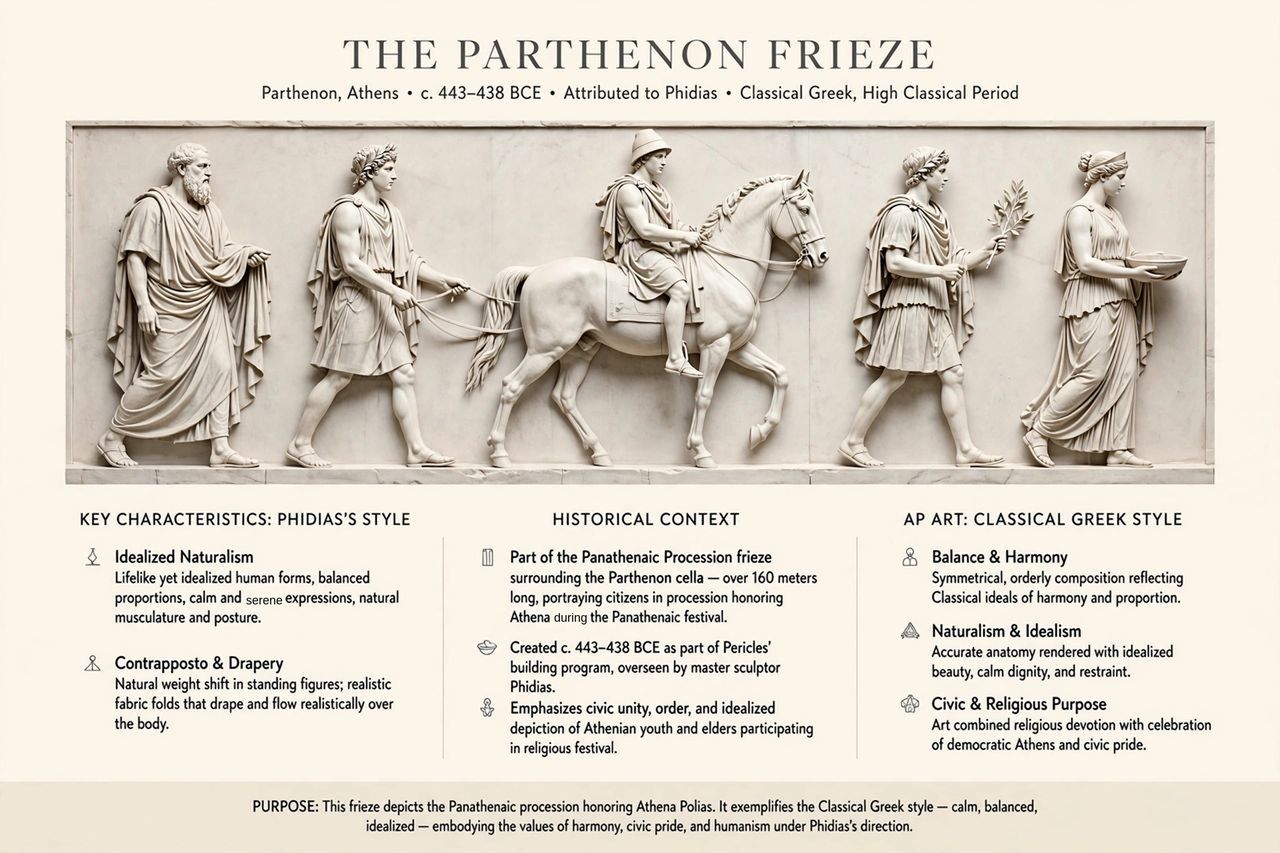 THE PARTHENON FRIEZE
Parthenon, Athens • c. 443–438 BCE • Attributed to Phidias • Classical Greek, High Classical Period
KEY CHARACTERISTICS: PHIDIAS'S STYLE
Idealized Naturalism
Lifelike yet idealized human forms, balanced
proportions, calm and serene expressions, natural
musculature and posture.
Contrapposto & Drapery
Natural weight shift in standing figures; realistic
fabric folds that drape and flow realistically over
the body.
HISTORICAL CONTEXT
Part of the Panathenaic Procession frieze
surrounding the Parthenon cella — over 160 meters
long, portraying citizens in procession honoring
Athena during the Panathenaic festival.
Created c. 443–438 BCE as part of Pericles'
building program, overseen by master sculptor
Phidias.
Emphasizes civic unity, order, and idealized
depiction of Athenian youth and elders participating
in religious festival.
AP ART: CLASSICAL GREEK STYLE
Balance & Harmony
Symmetrical, orderly composition reflecting
Classical ideals of harmony and proportion.
Naturalism & Idealism
Accurate anatomy rendered with idealized
beauty, calm dignity, and restraint.
Civic & Religious Purpose
Art combined religious devotion with celebration
of democratic Athens and civic pride.
PURPOSE: This frieze depicts the Panathenaic procession honoring Athena Polias. It exemplifies the Classical Greek style — calm, balanced,
idealized — embodying the values of harmony, civic pride, and humanism under Phidias's direction.